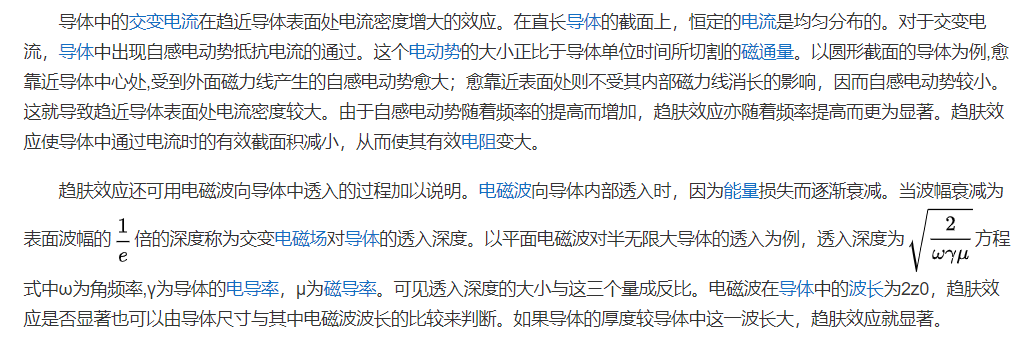 导体中的交变电流在趋近导体表面处电流密度增大的效应。在直长导体的截面上，恒定的电流是均匀分布的。对于交变电
流，导体中出现自感电动势抵抗电流的通过。这个电动势的大小正比于导体单位时间所切割的磁通量。以圆形截面的导体为例,愈
靠近导体中心处,受到外面磁力线产生的自感电动势愈大；愈靠近表面处则不受其内部磁力线消长的影响，因而自感电动势较小。
这就导致趋近导体表面处电流密度较大。由于自感电动势随着频率的提高而增加，趋肤效应亦随着频率提高而更为显著。趋肤效
应使导体中通过电流时的有效截面积减小，从而使其有效电阻变大。
趋肤效应还可用电磁波向导体中透入的过程加以说明。电磁波向导体内部透入时，因为能量损失而逐渐衰减。当波幅衰减为
表面波幅的 1/e 倍的深度称为交变电磁场对导体的透入深度。以平面电磁波对半无限大导体的透入为例，透入深度为 √(2/ωγμ) 方程
式中ω为角频率,γ为导体的电导率，μ为磁导率。可见透入深度的大小与这三个量成反比。电磁波在导体中的波长为2z0，趋肤效
应是否显著也可以由导体尺寸与其中电磁波波长的比较来判断。如果导体的厚度较导体中这一波长大，趋肤效应就显著。